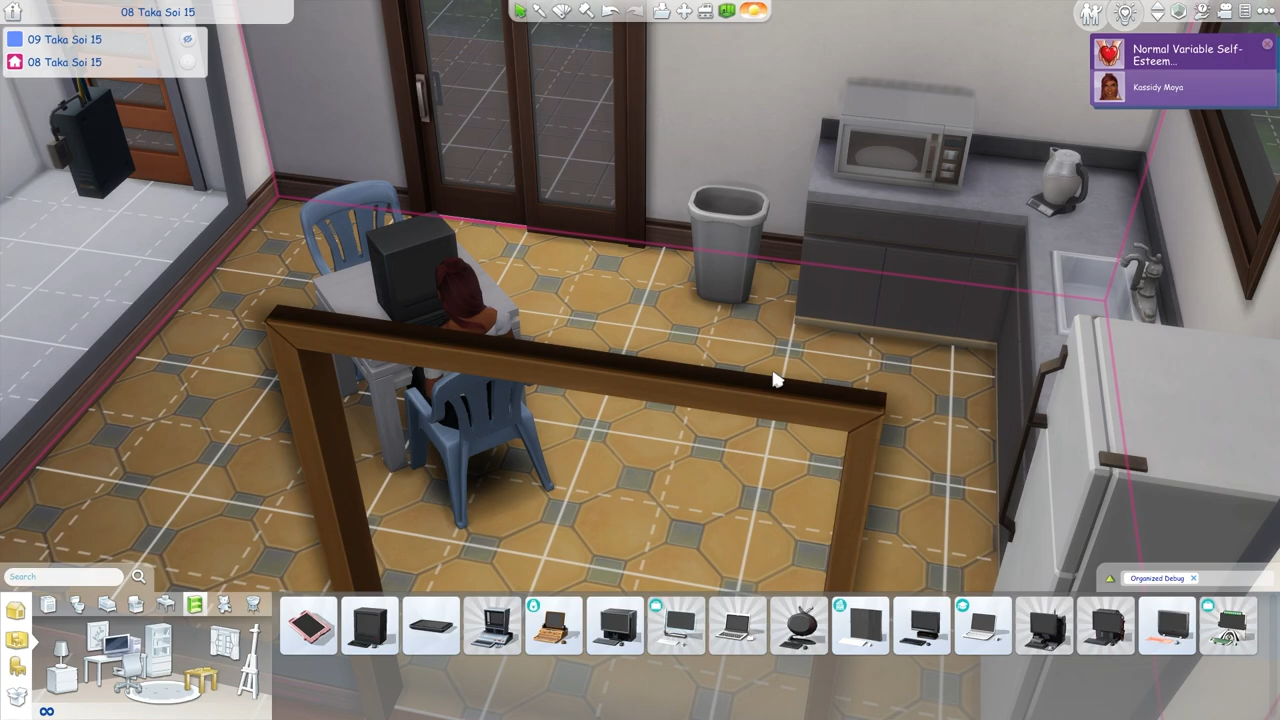 08 Taka Soi 15
09 Taka Soi 15
08 Taka Soi 15
Normal Variable Self-
Esteem...
Kassidy Moya
Search
Organized Debug